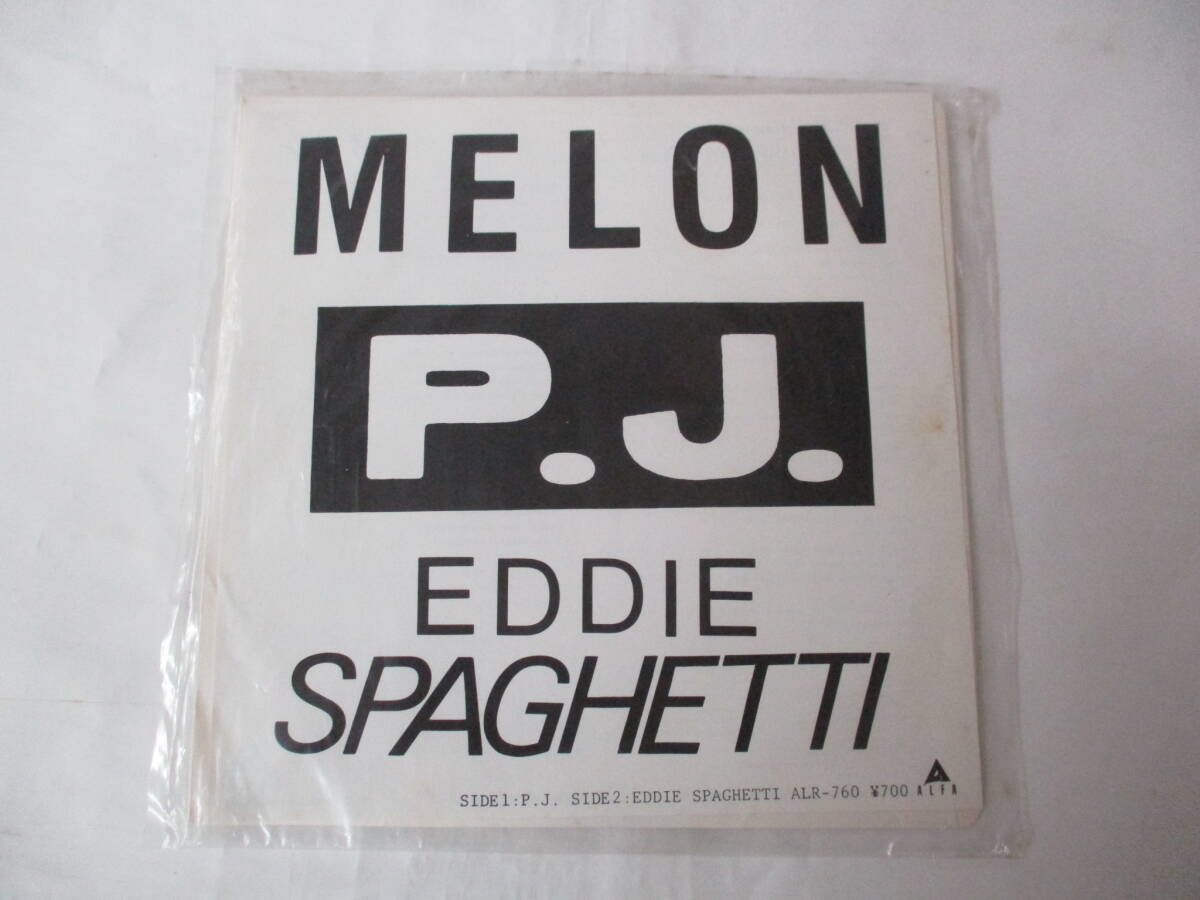 MELON
P.J.
EDDIE
SPAGHETTI
SIDE1:P.J. SIDE2:EDDIE SPAGHETTI ALR-760 ¥700 ALFA